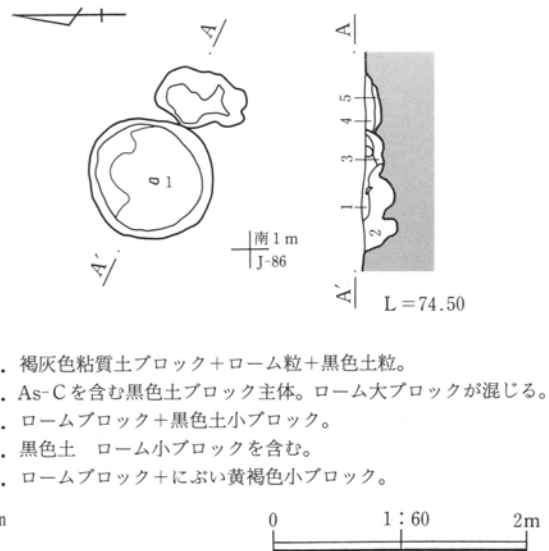 A
A
5
4
3
1
1
2
A′
南1m
J-86
A′
L＝74.50
．褐灰色粘質土ブロック＋ローム粒＋黒色土粒。
．As-Cを含む黒色土ブロック主体。ローム大ブロックが混じる。
．ロームブロック＋黒色土小ブロック。
．黒色土　ローム小ブロックを含む。
．ロームブロック＋にぶい黄褐色小ブロック。
0 1：60 2m